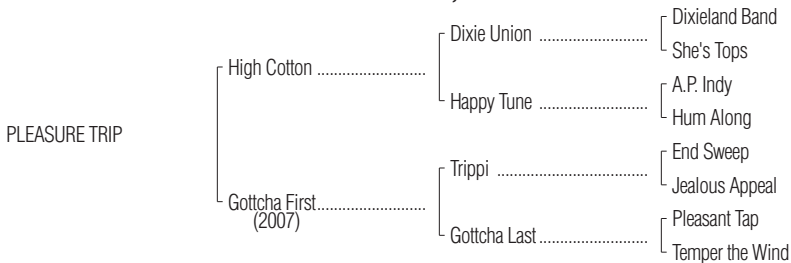 Dixieland Band
Dixie Union ..........................
She's Tops
High Cotton ..........................
A.P. Indy
Happy Tune ..........................
Hum Along
PLEASURE TRIP
End Sweep
Trippi ....................................
Jealous Appeal
Gottcha First..........................
(2007)
Pleasant Tap
Gottcha Last..........................
Temper the Wind